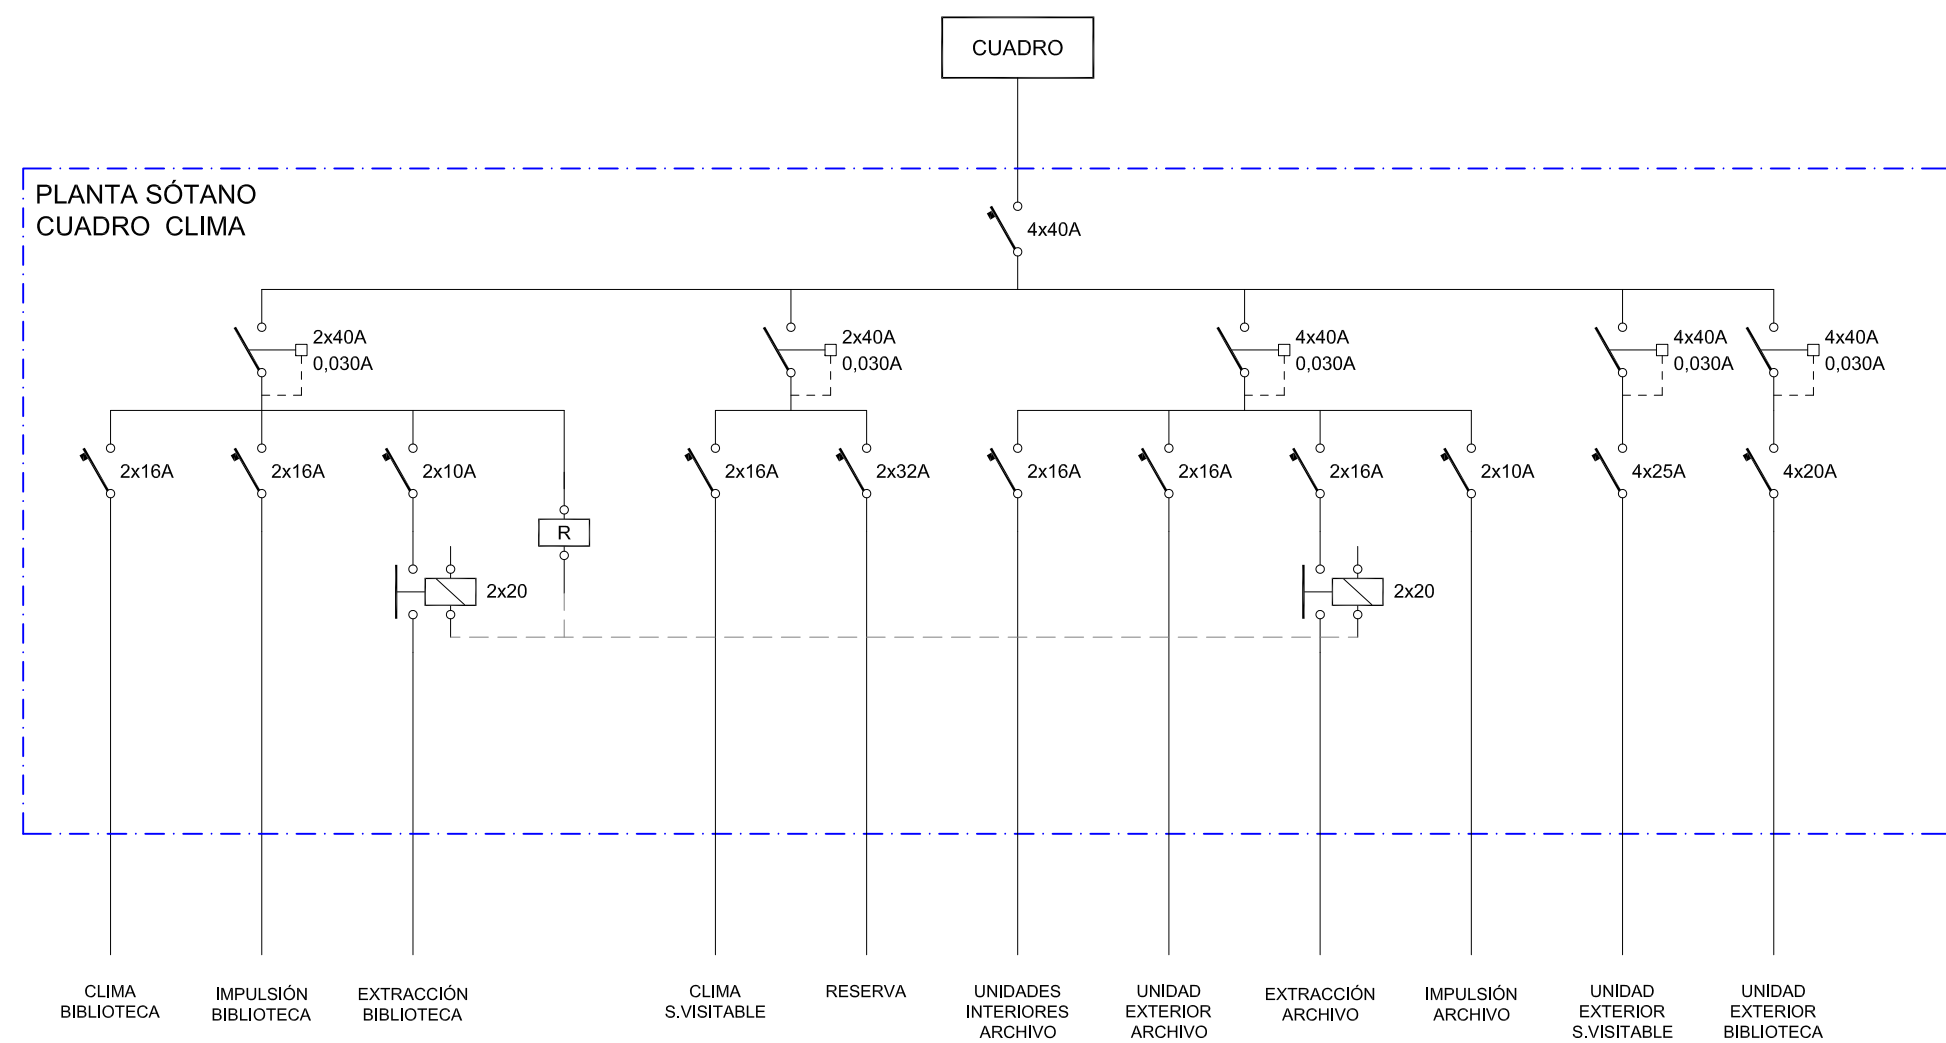 CUADRO
PLANTA SÓTANO
CUADRO CLIMA
4x40A
2x40A
0,030A
2x40A
0,030A
4x40A
0,030A
4x40A
0,030A
4x40A
0,030A
2x16A
2x16A
2x10A
2x16A
2x32A
2x16A
2x16A
2x16A
2x10A
4x25A
4x20A
R
2x20
2x20
CLIMA
BIBLIOTECA
IMPULSIÓN
BIBLIOTECA
EXTRACCIÓN
BIBLIOTECA
CLIMA
S.VISITABLE
RESERVA
UNIDADES
INTERIORES
ARCHIVO
UNIDAD
EXTERIOR
ARCHIVO
EXTRACCIÓN
ARCHIVO
IMPULSIÓN
ARCHIVO
UNIDAD
EXTERIOR
S.VISITABLE
UNIDAD
EXTERIOR
BIBLIOTECA